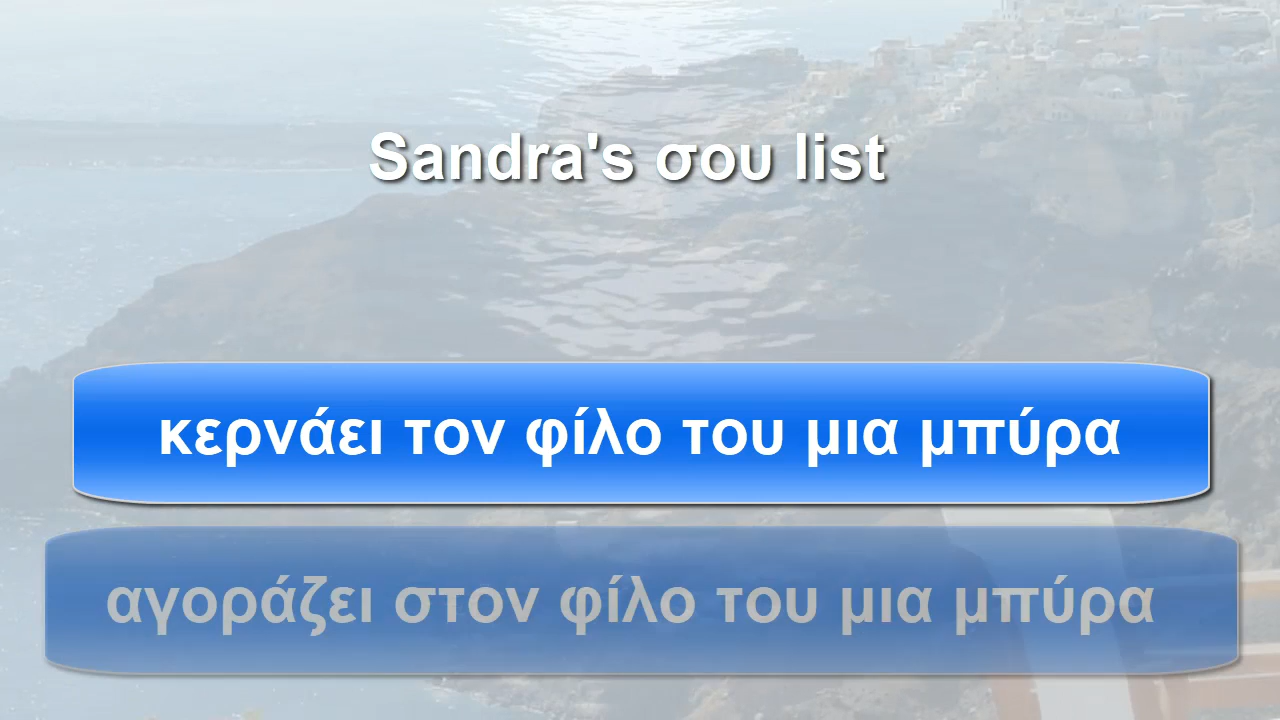 Sandra's σου list
κερνάει τον φίλο του μια μπύρα
αγοράζει στον φίλο του μια μπύρα